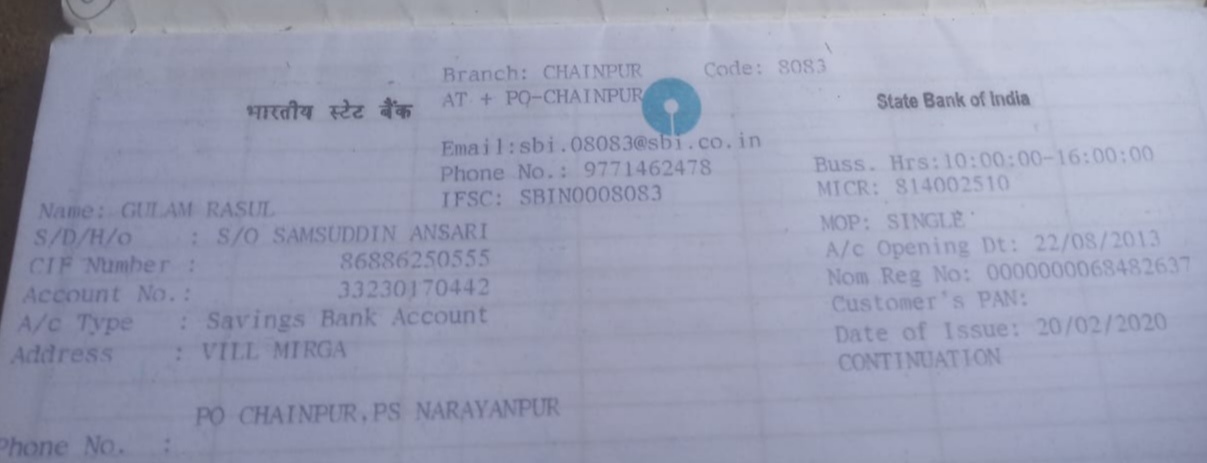 Branch: CHAINPUR Code: 8083
भारतीय स्टेट बैंक AT + PO-CHAINPUR State Bank of India
Email:sbi.08083@sbi.co.in
Phone No.: 9771462478 Buss. Hrs:10:00:00-16:00:00
IFSC: SBIN0008083 MICR: 814002510
Name: GULAM RASUL MOP: SINGLE
S/D/H/o : S/O SAMSUDDIN ANSARI A/c Opening Dt: 22/08/2013
CIF Number : 86886250555 Nom Reg No: 0000000068482637
Account No.: 33230170442 Customer's PAN:
A/c Type : Savings Bank Account Date of Issue: 20/02/2020
Address : VILL MIRGA CONTINUATION
PO CHAINPUR,PS NARAYANPUR
Phone No. :